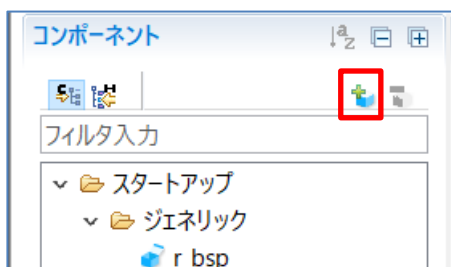 コンポーネント
フィルタ入力
スタートアップ
ジェネリック
r_bsp